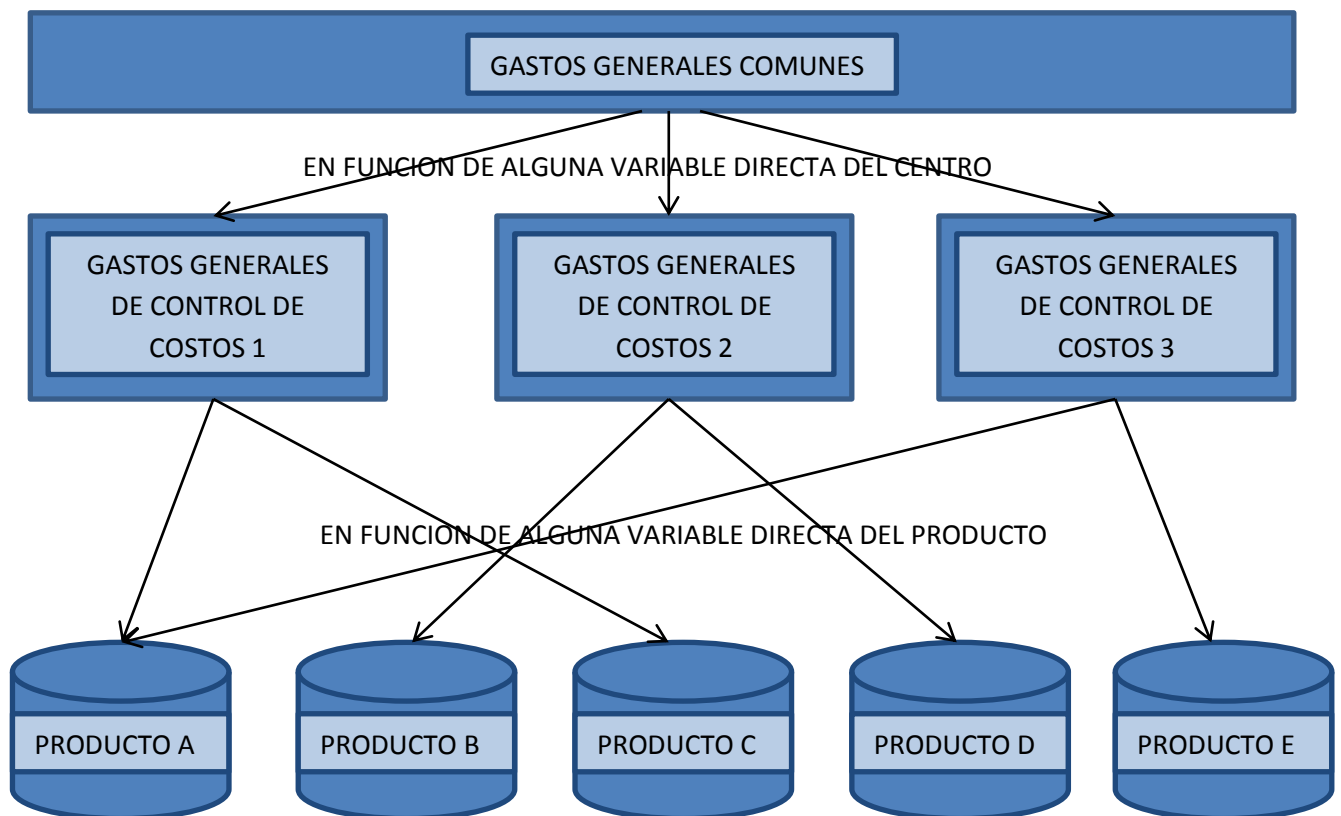 GASTOS GENERALES COMUNES
EN FUNCION DE ALGUNA VARIABLE DIRECTA DEL CENTRO
GASTOS GENERALES
DE CONTROL DE
COSTOS 1
GASTOS GENERALES
DE CONTROL DE
COSTOS 2
GASTOS GENERALES
DE CONTROL DE
COSTOS 3
EN FUNCION DE ALGUNA VARIABLE DIRECTA DEL PRODUCTO
PRODUCTO A
PRODUCTO B
PRODUCTO C
PRODUCTO D
PRODUCTO E